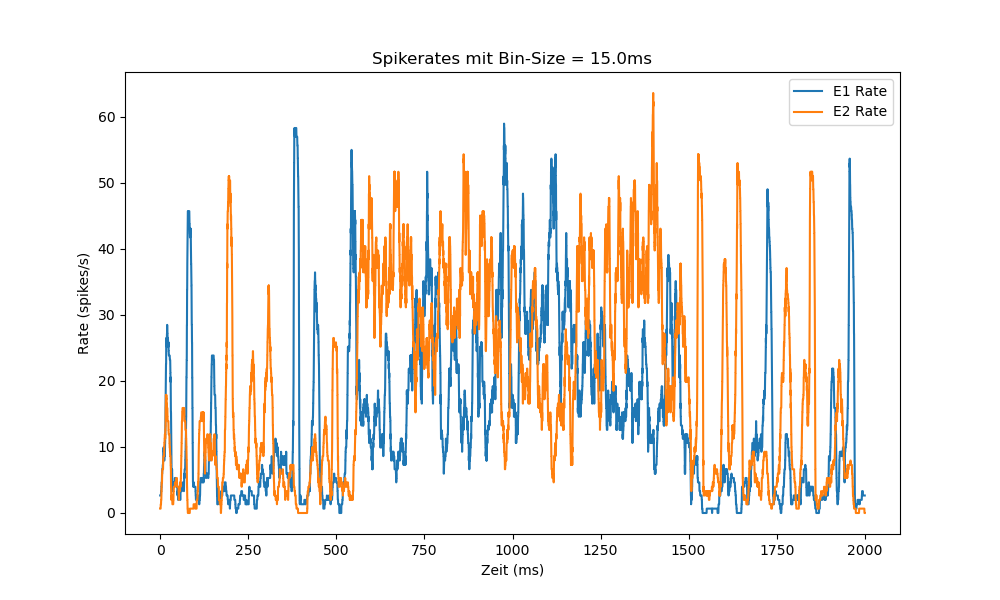 Spikerates mit Bin-Size = 15.0ms
E1 Rate
E2 Rate
Rate (spikes/s)
60
50
40
30
20
10
0
0 250 500 750 1000 1250 1500 1750 2000
Zeit (ms)